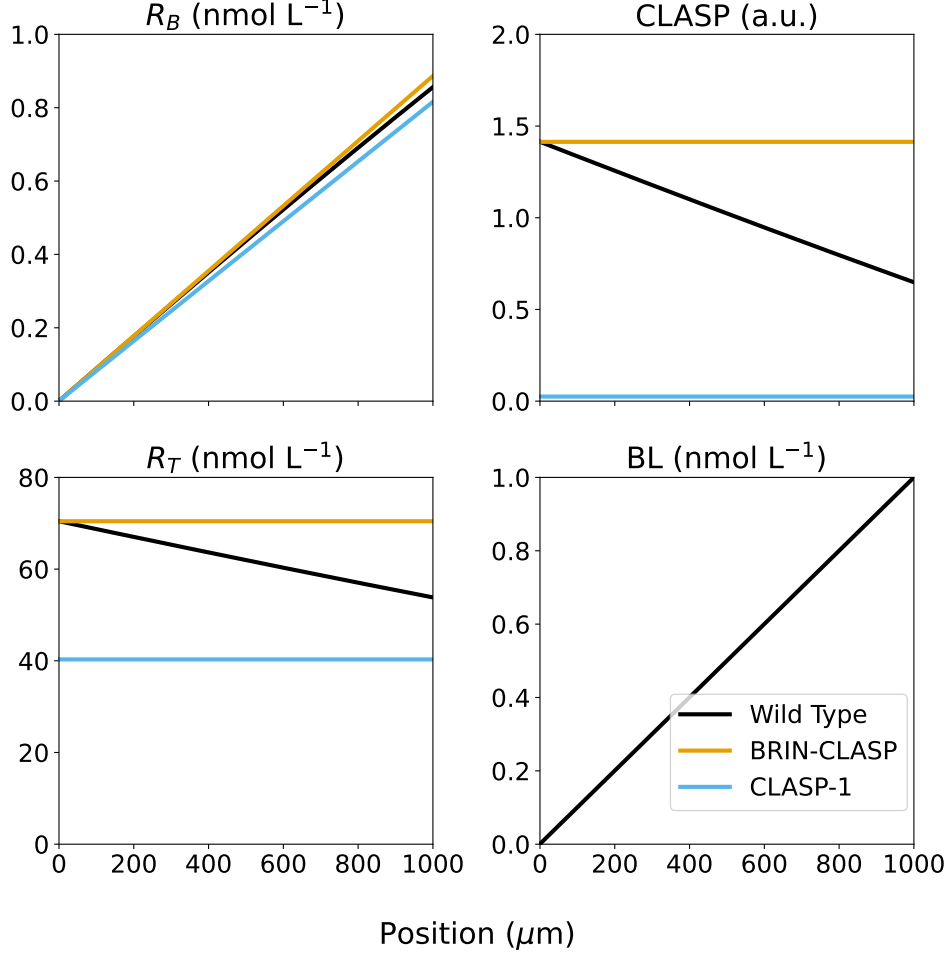 R_B (nmol L⁻¹)
CLASP (a.u.)
1.0
0.8
0.6
0.4
0.2
0.0
2.0
1.5
1.0
0.5
0.0
R_T (nmol L⁻¹)
BL (nmol L⁻¹)
80
60
40
20
0
0 200 400 600 800 1000
1.0
0.8
0.6
0.4
0.2
0.0
0 200 400 600 800 1000
Wild Type
BRIN-CLASP
CLASP-1
Position (μm)